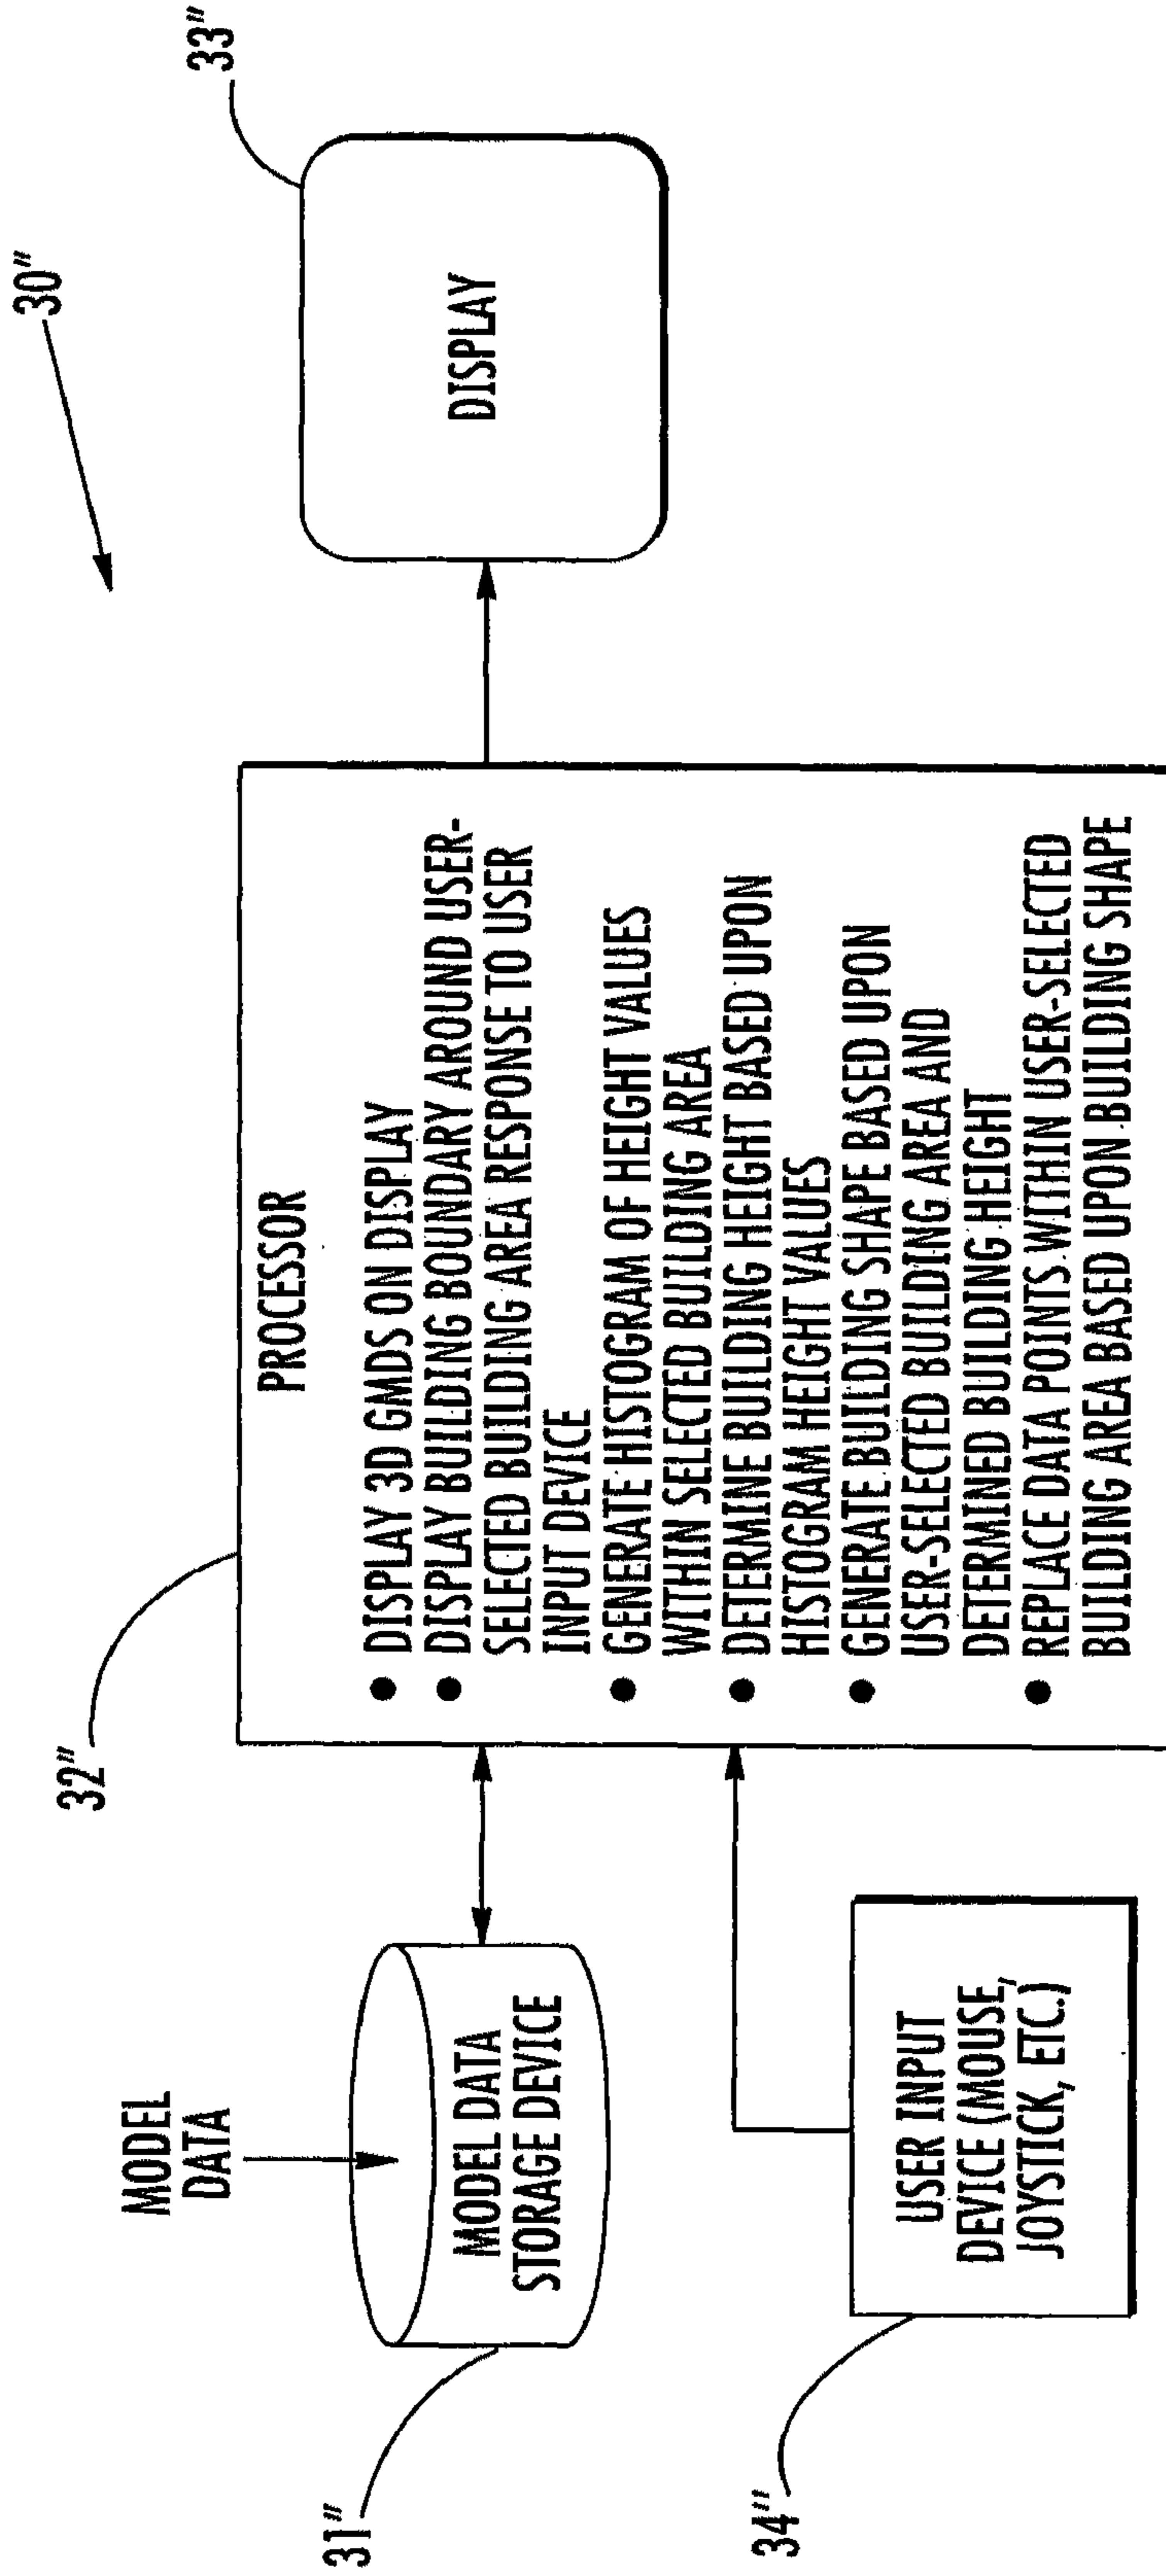 30″
32″
33″
MODEL
DATA
PROCESSOR
● DISPLAY 3D GMDS ON DISPLAY
● DISPLAY BUILDING BOUNDARY AROUND USER-
SELECTED BUILDING AREA RESPONSE TO USER
INPUT DEVICE
● GENERATE HISTOGRAM OF HEIGHT VALUES
WITHIN SELECTED BUILDING AREA
● DETERMINE BUILDING HEIGHT BASED UPON
HISTOGRAM HEIGHT VALUES
● GENERATE BUILDING SHAPE BASED UPON
USER-SELECTED BUILDING AREA AND
DETERMINED BUILDING HEIGHT
● REPLACE DATA POINTS WITHIN USER-SELECTED
BUILDING AREA BASED UPON BUILDING SHAPE
DISPLAY
31″
MODEL DATA
STORAGE DEVICE
34″
USER INPUT
DEVICE (MOUSE,
JOYSTICK, ETC.)